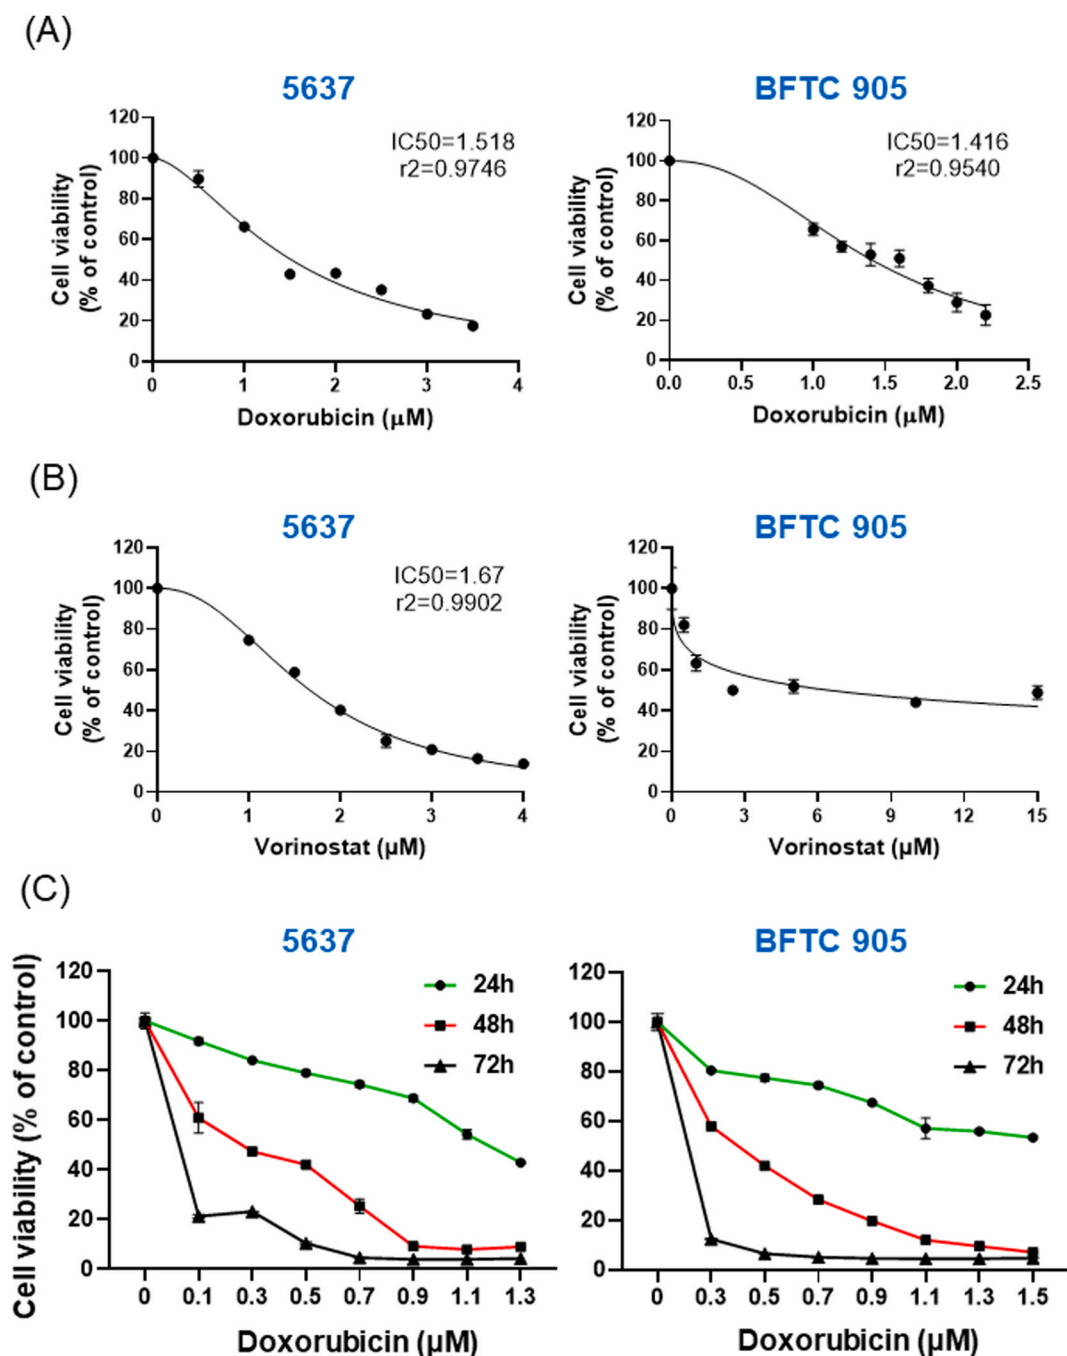 (A)
5637
BFTC 905
120
100
80
60
40
20
0
Cell viability
(% of control)
IC50=1.518
r2=0.9746
0 1 2 3 4
Doxorubicin (µM)
120
100
80
60
40
20
0
Cell viability
(% of control)
IC50=1.416
r2=0.9540
0.0 0.5 1.0 1.5 2.0 2.5
Doxorubicin (µM)
(B)
5637
BFTC 905
120
100
80
60
40
20
0
Cell viability
(% of control)
IC50=1.67
r2=0.9902
0 1 2 3 4
Vorinostat (µM)
120
100
80
60
40
20
0
Cell viability
(% of control)
0 3 6 9 12 15
Vorinostat (µM)
(C)
5637
BFTC 905
Cell viability (% of control)
120
100
80
60
40
20
0
24h
48h
72h
0 0.1 0.3 0.5 0.7 0.9 1.1 1.3
Doxorubicin (µM)
120
100
80
60
40
20
0
24h
48h
72h
0 0.3 0.5 0.7 0.9 1.1 1.3 1.5
Doxorubicin (µM)